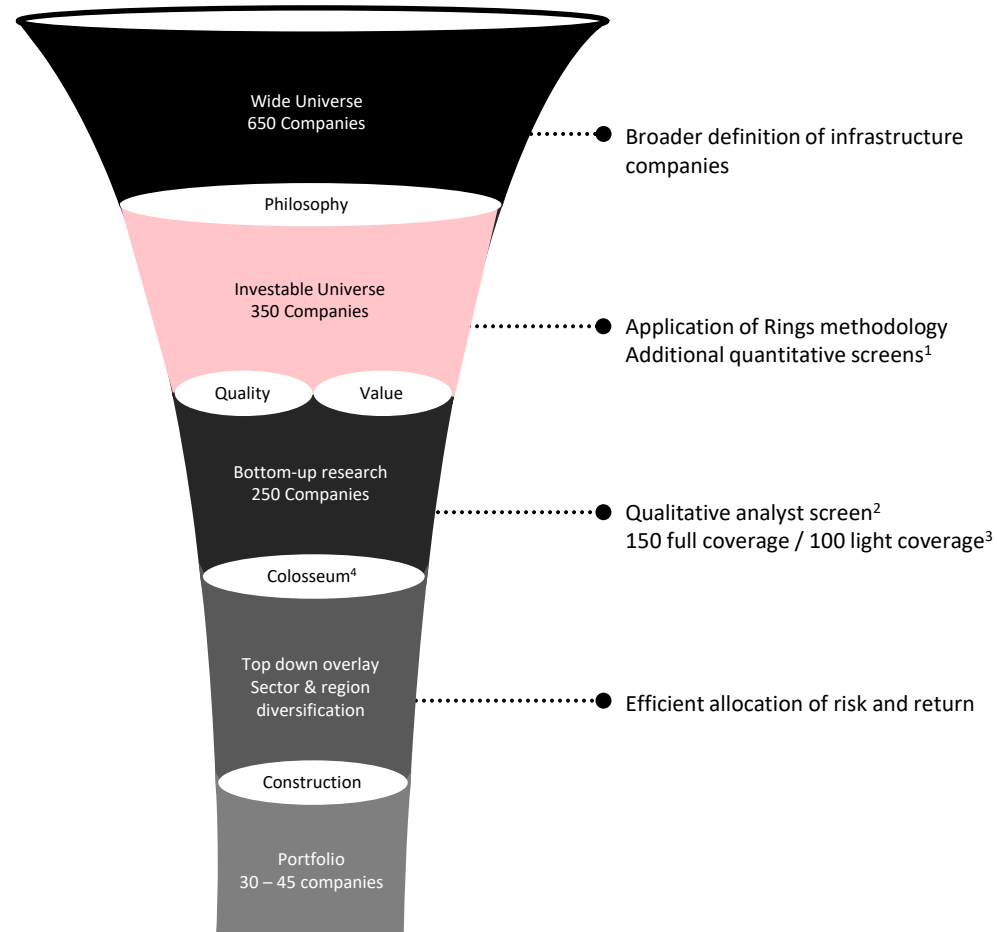 Wide Universe
650 Companies
Broader definition of infrastructure
companies
Philosophy
Investable Universe
350 Companies
Application of Rings methodology
Additional quantitative screens¹
Quality
Value
Bottom-up research
250 Companies
Qualitative analyst screen²
150 full coverage / 100 light coverage³
Colosseum⁴
Top down overlay
Sector & region
diversification
Efficient allocation of risk and return
Construction
Portfolio
30 – 45 companies